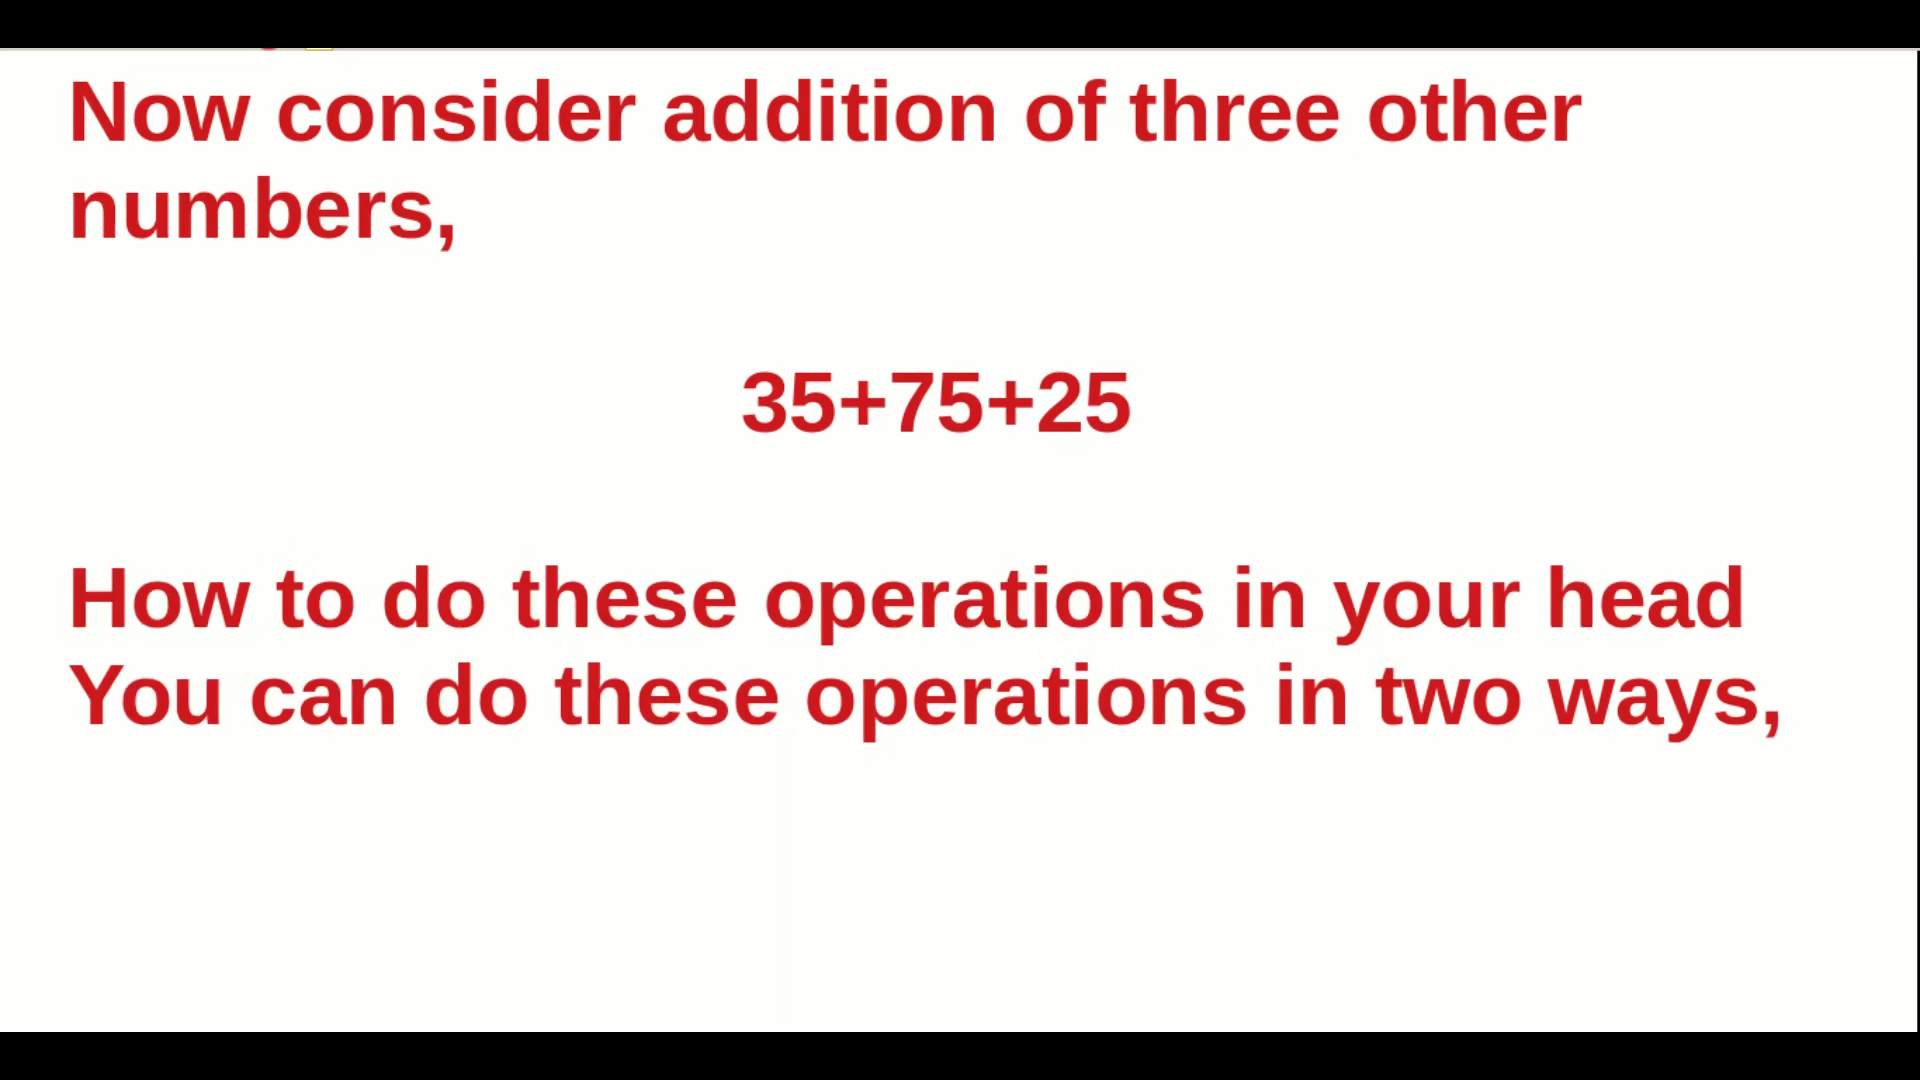 Now consider addition of three other
numbers,
35+75+25
How to do these operations in your head
You can do these operations in two ways,